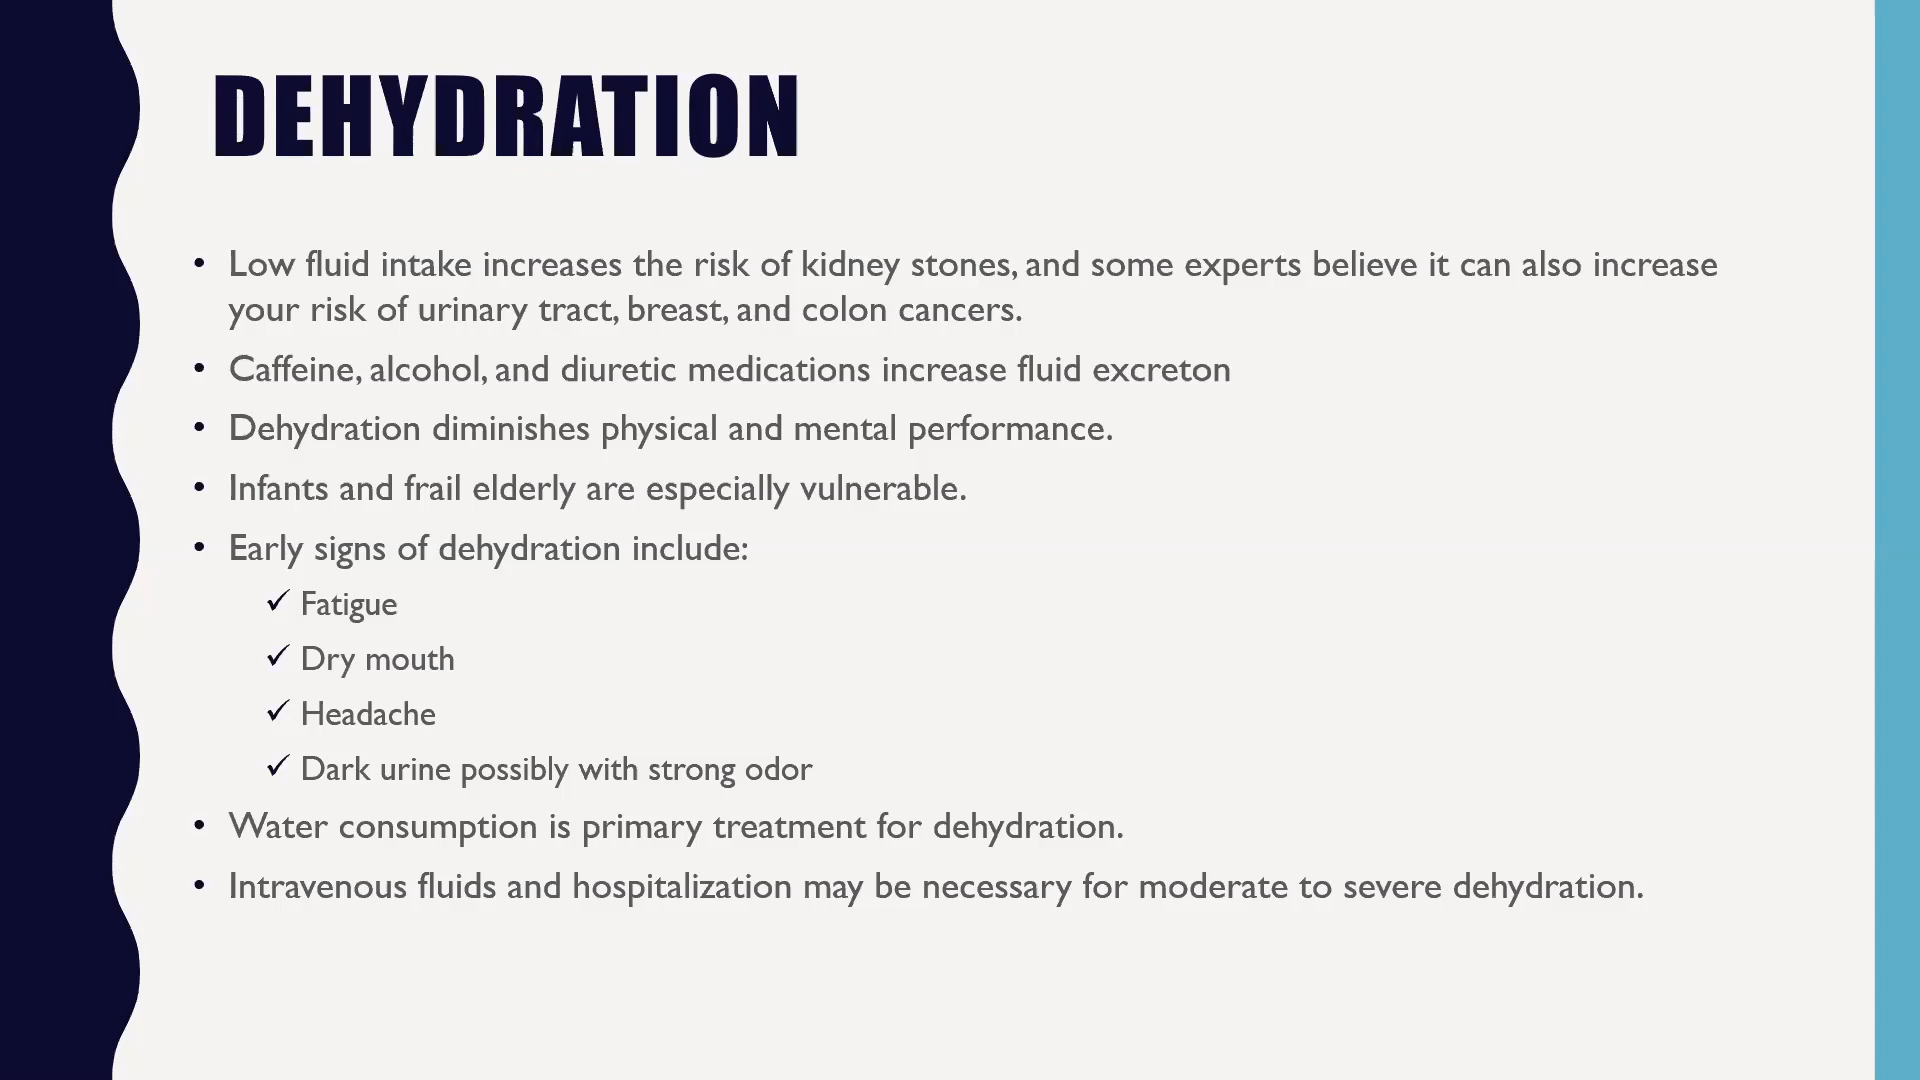 DEHYDRATION
• Low fluid intake increases the risk of kidney stones, and some experts believe it can also increase
your risk of urinary tract, breast, and colon cancers.
• Caffeine, alcohol, and diuretic medications increase fluid excreton
• Dehydration diminishes physical and mental performance.
• Infants and frail elderly are especially vulnerable.
• Early signs of dehydration include:
✓ Fatigue
✓ Dry mouth
✓ Headache
✓ Dark urine possibly with strong odor
• Water consumption is primary treatment for dehydration.
• Intravenous fluids and hospitalization may be necessary for moderate to severe dehydration.